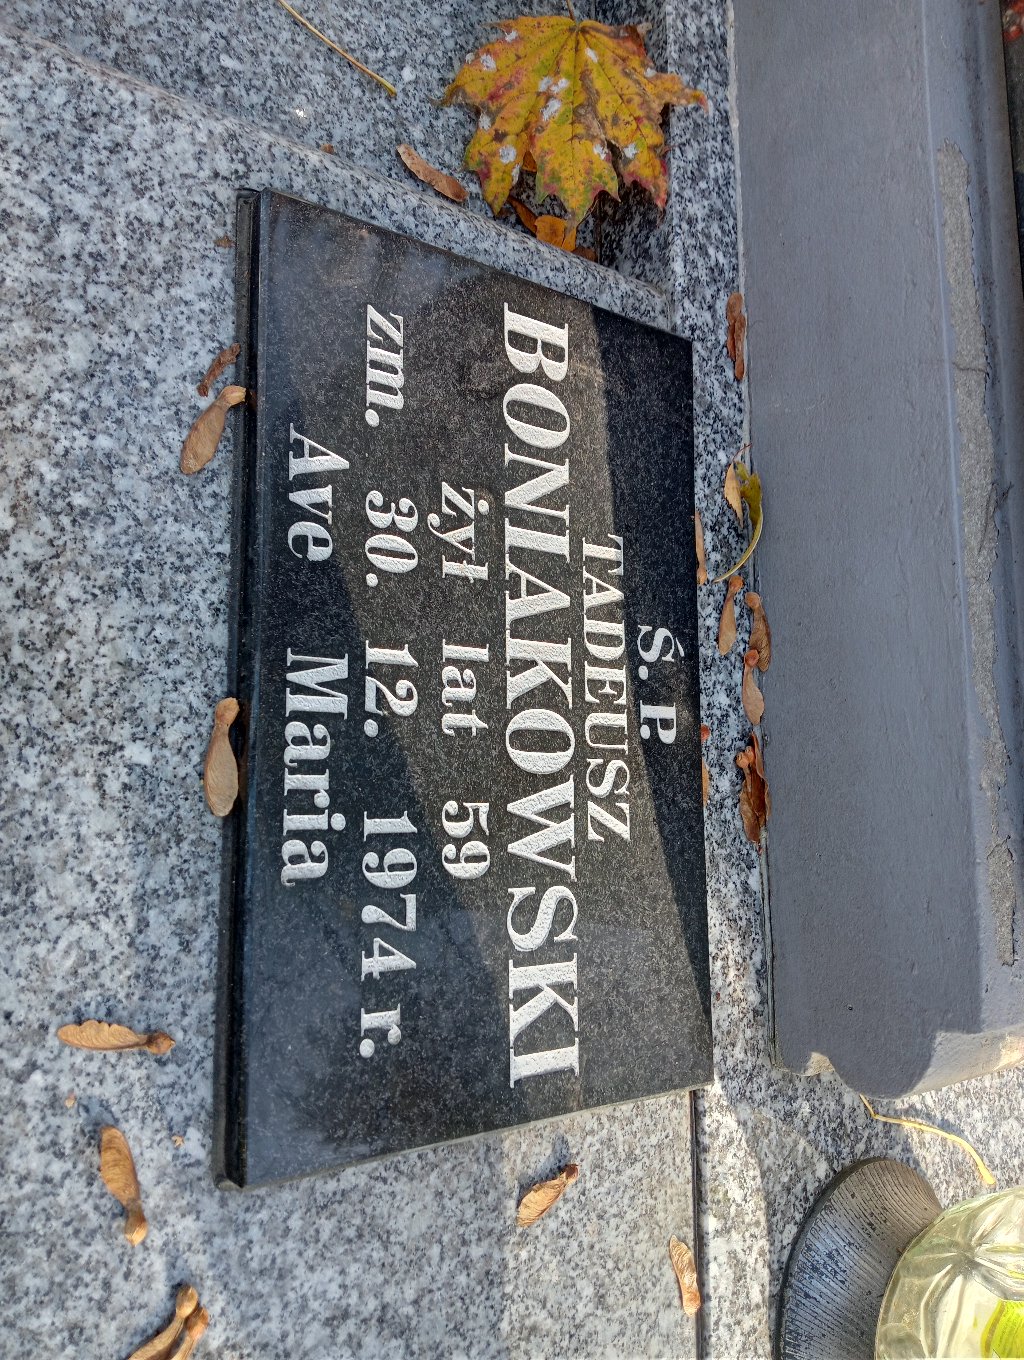 Ś. P.
TADEUSZ
BONIAKOWSKI
żył lat 59
zm. 30. 12. 1974 r.
Ave Maria